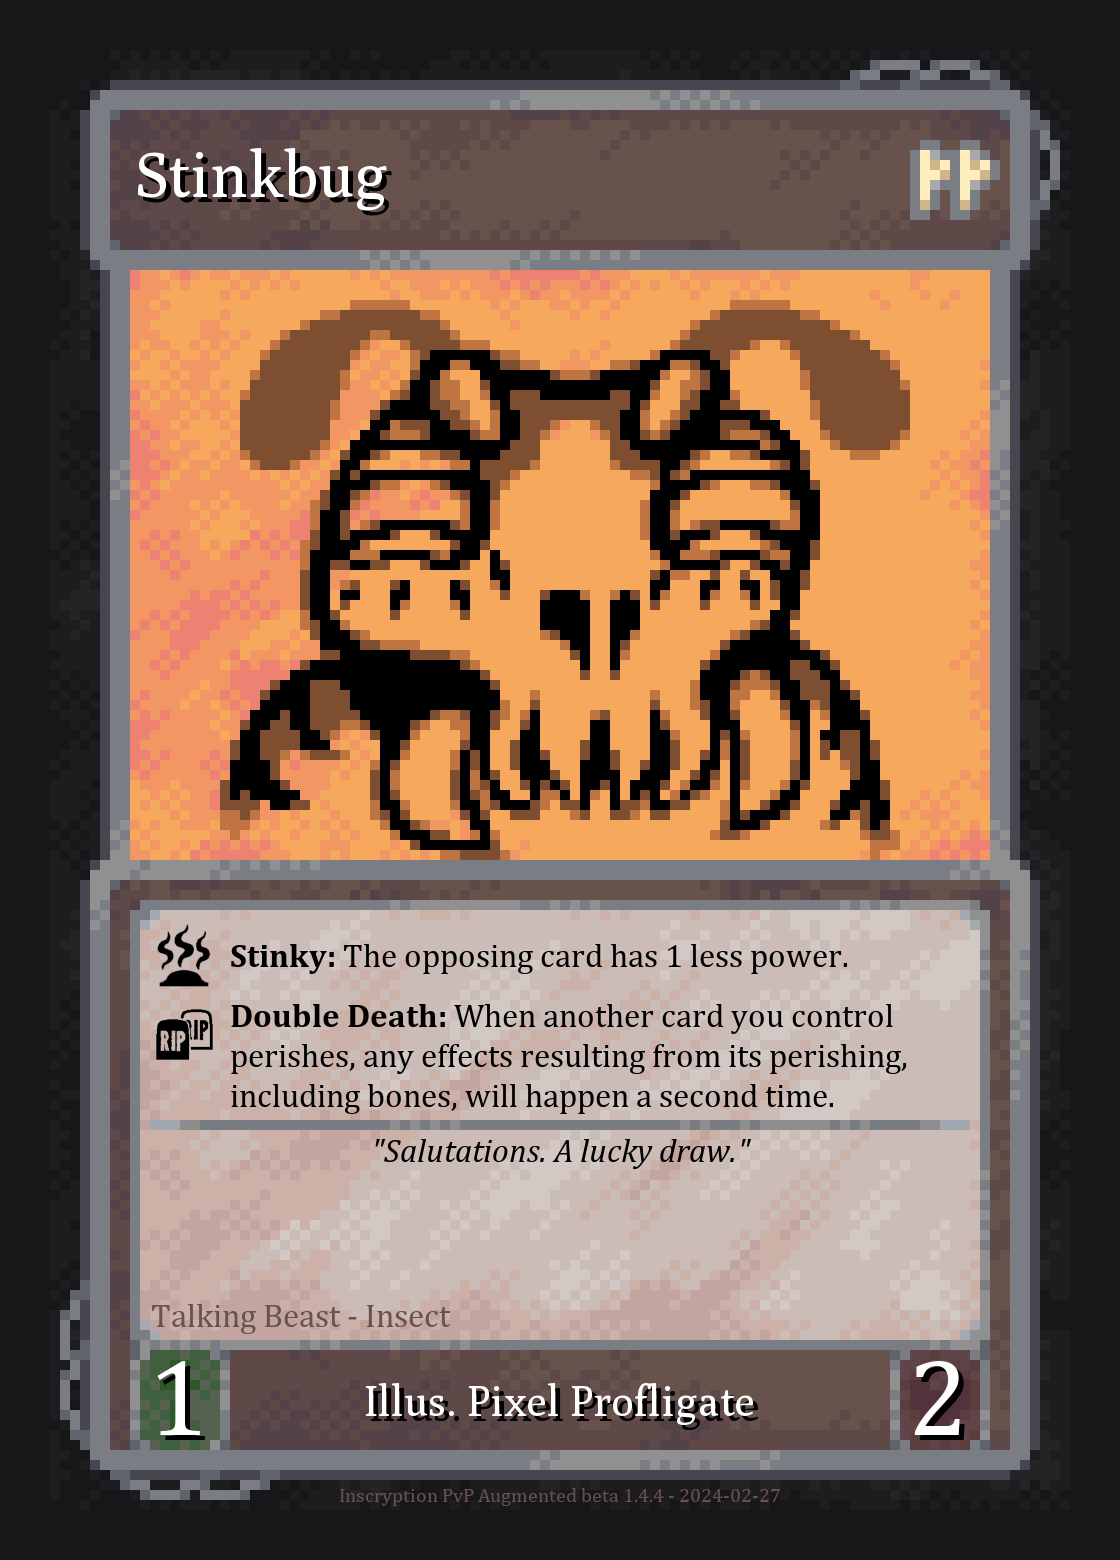 Stinkbug
Stinky: The opposing card has 1 less power.
RIP RIP
Double Death: When another card you control
perishes, any effects resulting from its perishing,
including bones, will happen a second time.
"Salutations. A lucky draw."
Talking Beast - Insect
1
Illus. Pixel Profligate
2
Inscryption PvP Augmented beta 1.4.4 - 2024-02-27